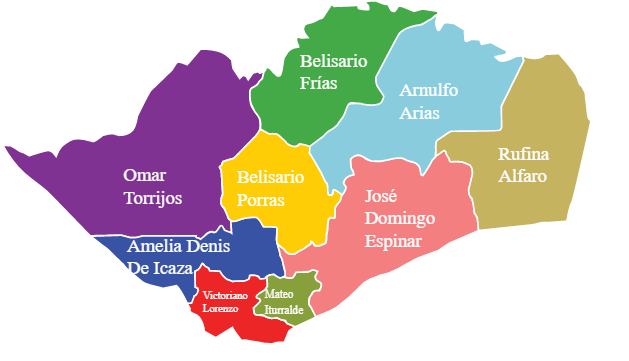 Belisario
Frías
Arnulfo
Arias
Rufina
Alfaro
Omar
Torrijos
Belisario
Porras
José
Domingo
Espinar
Amelia Denis
De Icaza
Victoriano
Lorenzo
Mateo
Iturralde